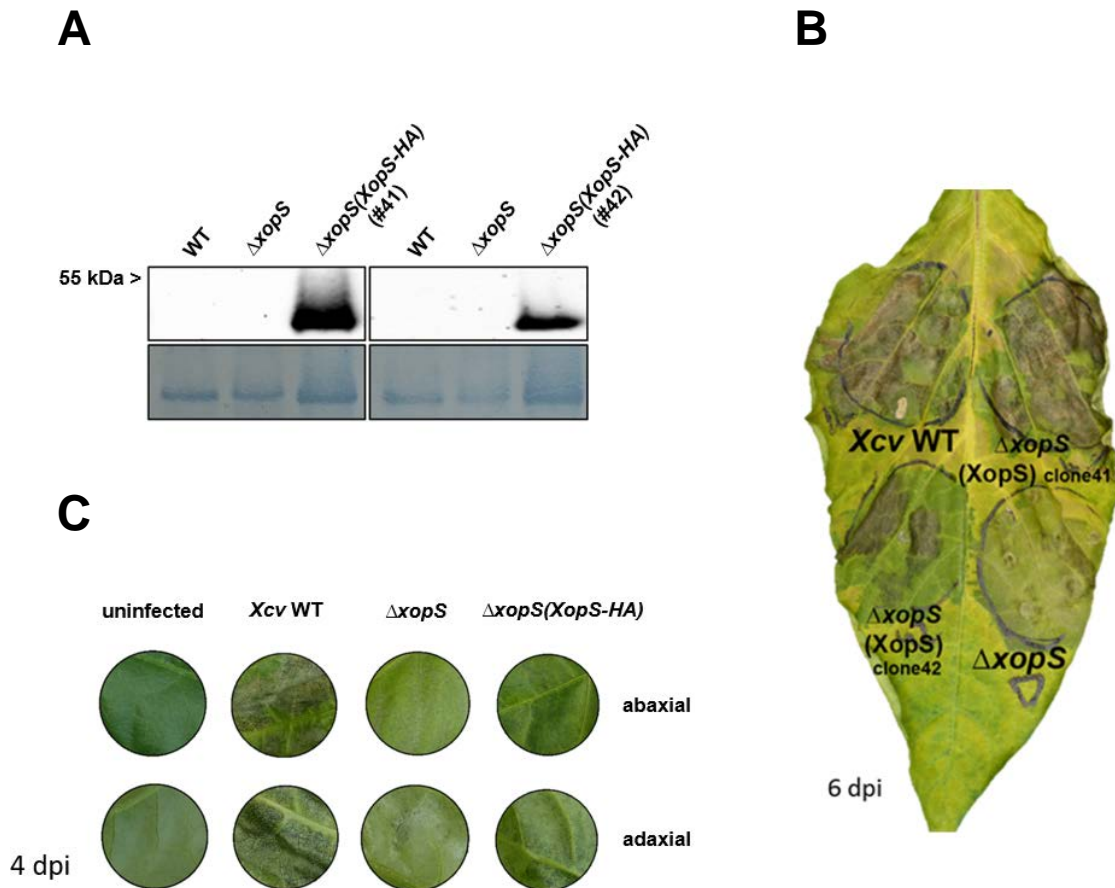 A
B
WT
ΔxopS
ΔxopS(XopS-HA)
(#41)
WT
ΔxopS
ΔxopS(XopS-HA)
(#42)
55 kDa >
Xcv WT
ΔxopS
(XopS) clone41
ΔxopS
(XopS)
clone42
ΔxopS
6 dpi
C
uninfected
Xcv WT
ΔxopS
ΔxopS(XopS-HA)
abaxial
adaxial
4 dpi